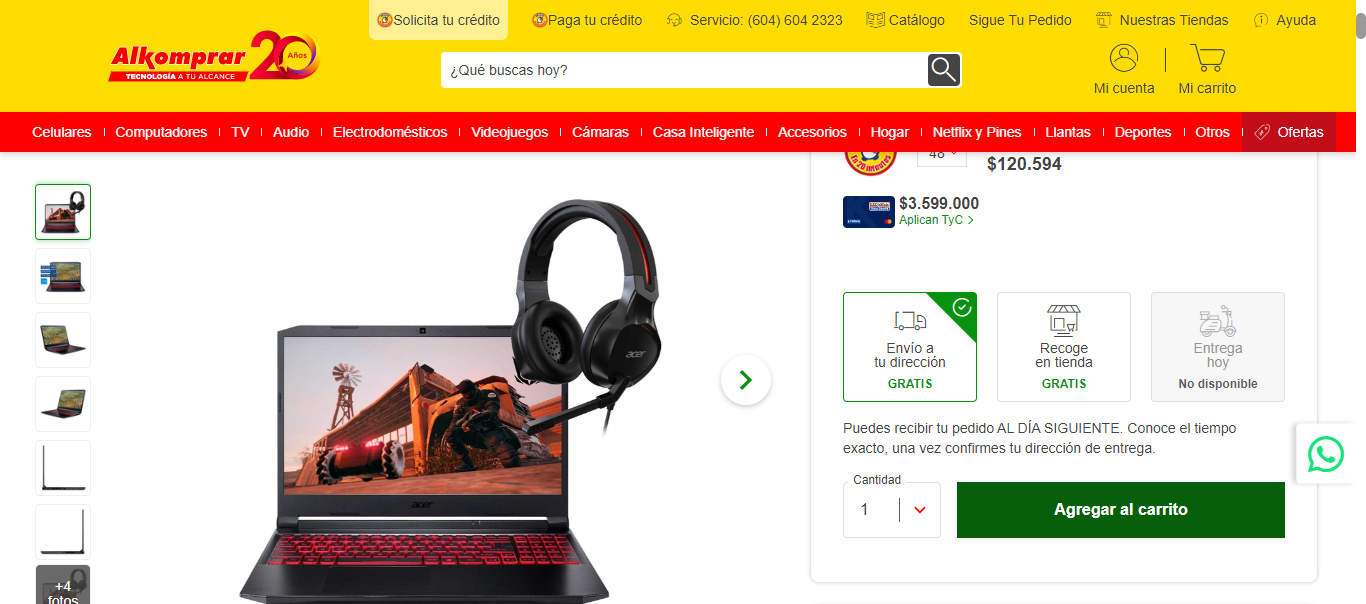 Solicita tu crédito
Paga tu crédito
Servicio: (604) 604 2323
Catálogo
Sigue Tu Pedido
Nuestras Tiendas
Ayuda
Alkomprar 20 Años
TECNOLOGÍA A TU ALCANCE
¿Qué buscas hoy?
Mi cuenta
Mi carrito
Celulares
Computadores
TV
Audio
Electrodomésticos
Videojuegos
Cámaras
Casa Inteligente
Accesorios
Hogar
Netflix y Pines
Llantas
Deportes
Otros
Ofertas
En 20 minutos
48
$120.594
$3.599.000
Aplican TyC
acer
acer
Envío a
tu dirección
GRATIS
Recoge
en tienda
GRATIS
Entrega
hoy
No disponible
Puedes recibir tu pedido AL DÍA SIGUIENTE. Conoce el tiempo
exacto, una vez confirmes tu dirección de entrega.
Cantidad
1
Agregar al carrito
+4
fotos